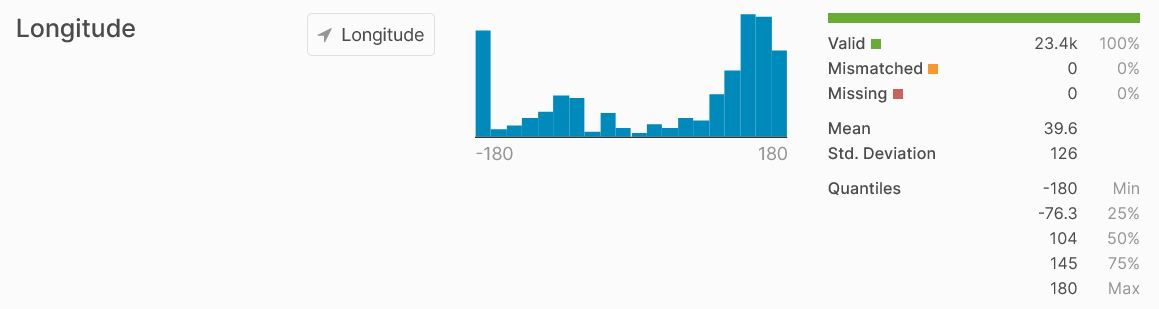 Longitude
Longitude
-180 180
Valid 23.4k 100%
Mismatched 0 0%
Missing 0 0%
Mean 39.6
Std. Deviation 126
Quantiles -180 Min
-76.3 25%
104 50%
145 75%
180 Max